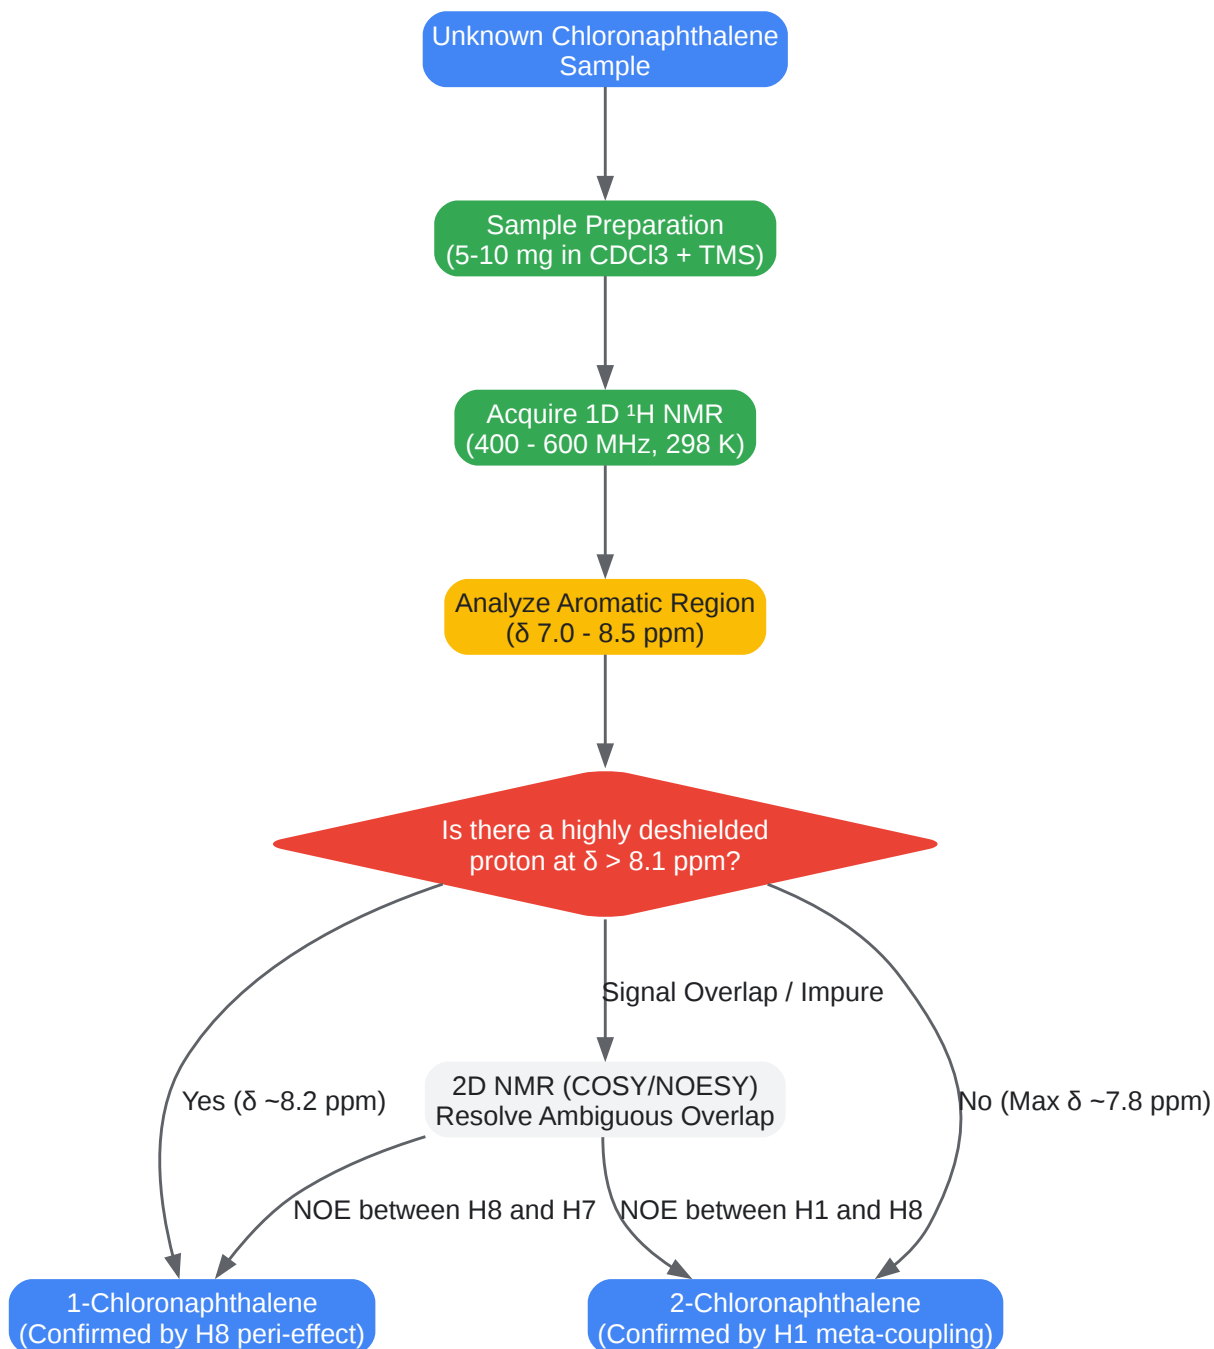 Unknown Chloronaphthalene
Sample
Sample Preparation
(5-10 mg in CDCl3 + TMS)
Acquire 1D ¹H NMR
(400 - 600 MHz, 298 K)
Analyze Aromatic Region
(δ 7.0 - 8.5 ppm)
Is there a highly deshielded
proton at δ > 8.1 ppm?
Signal Overlap / Impure
2D NMR (COSY/NOESY)
Resolve Ambiguous Overlap
Yes (δ ~8.2 ppm)
No (Max δ ~7.8 ppm)
NOE between H8 and H7
NOE between H1 and H8
1-Chloronaphthalene
(Confirmed by H8 peri-effect)
2-Chloronaphthalene
(Confirmed by H1 meta-coupling)